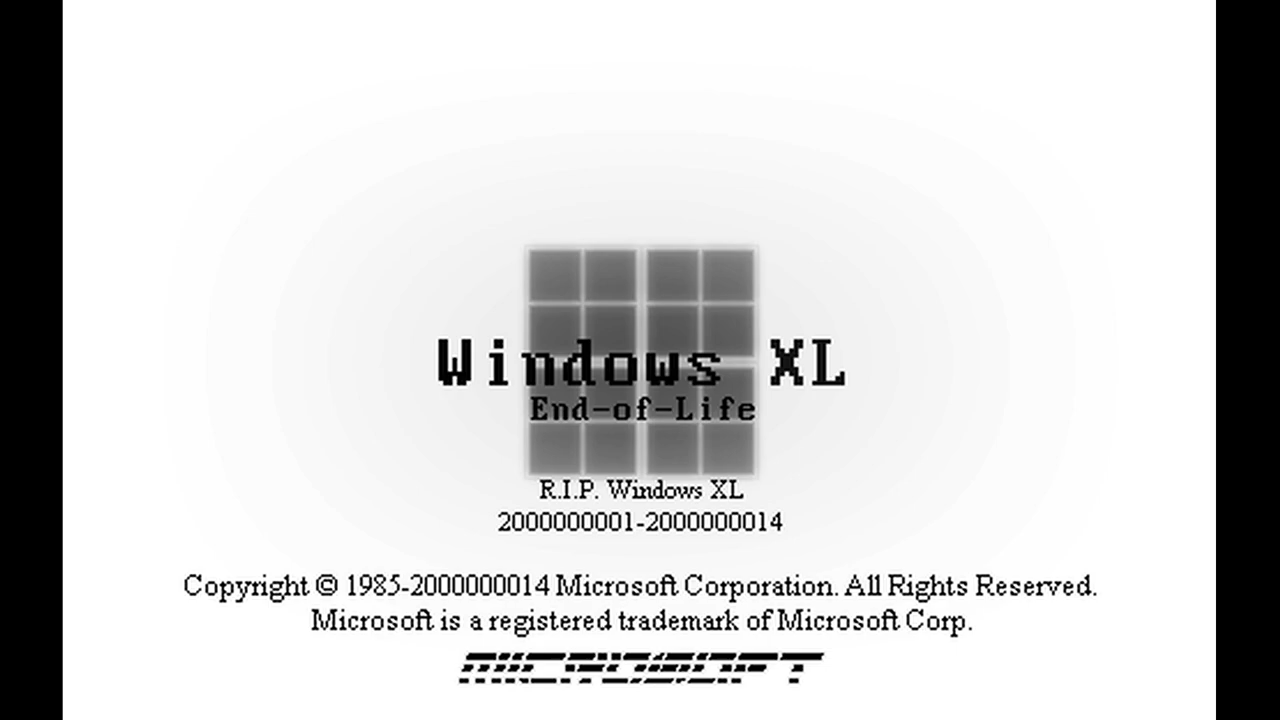 Windows XL
End-of-Life
R.I.P. Windows XL
2000000001-2000000014
Copyright © 1985-2000000014 Microsoft Corporation. All Rights Reserved.
Microsoft is a registered trademark of Microsoft Corp.
MICROSOFT